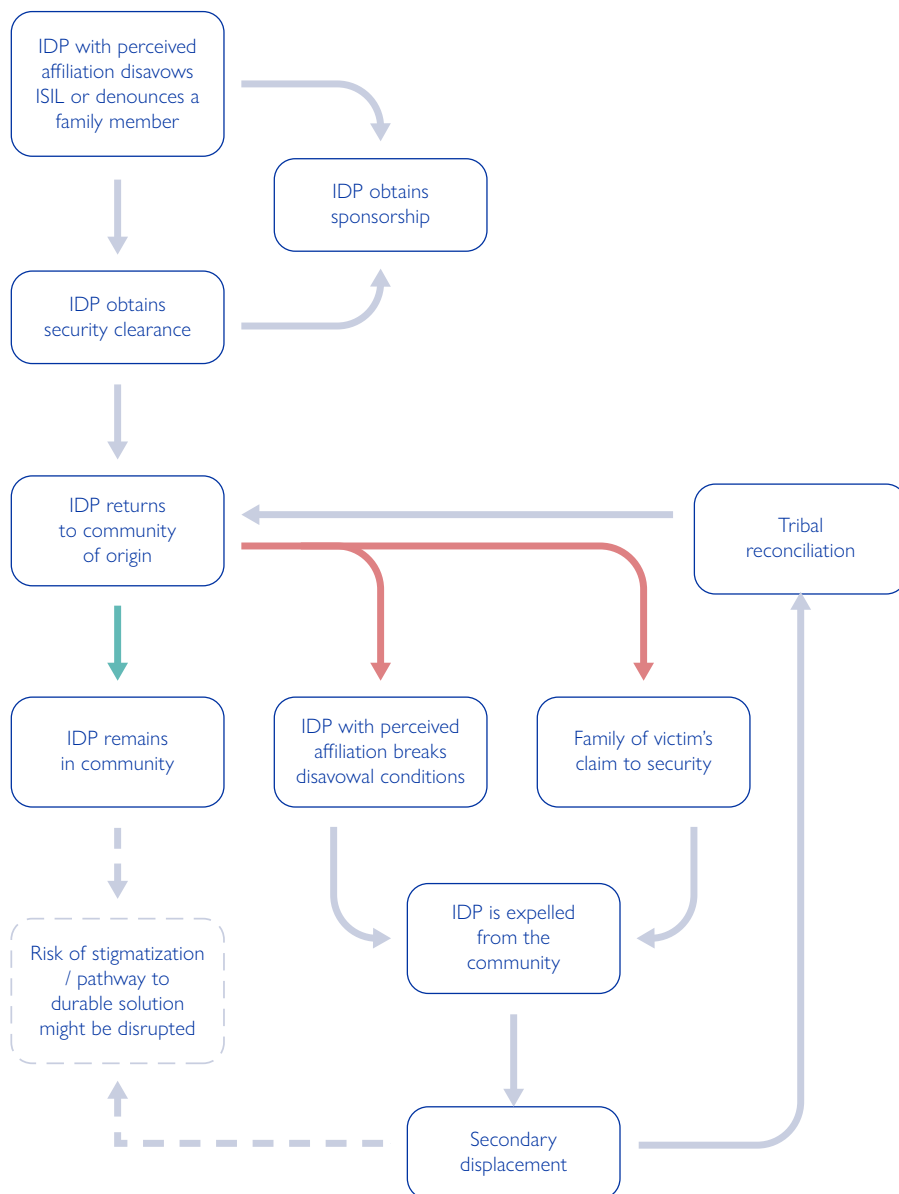 IDP with perceived
affiliation disavows
ISIL or denounces a
family member
IDP obtains
sponsorship
IDP obtains
security clearance
IDP returns
to community
of origin
Tribal
reconciliation
IDP remains
in community
IDP with perceived
affiliation breaks
disavowal conditions
Family of victim's
claim to security
IDP is expelled
from the
community
Risk of stigmatization
/ pathway to
durable solution
might be disrupted
Secondary
displacement